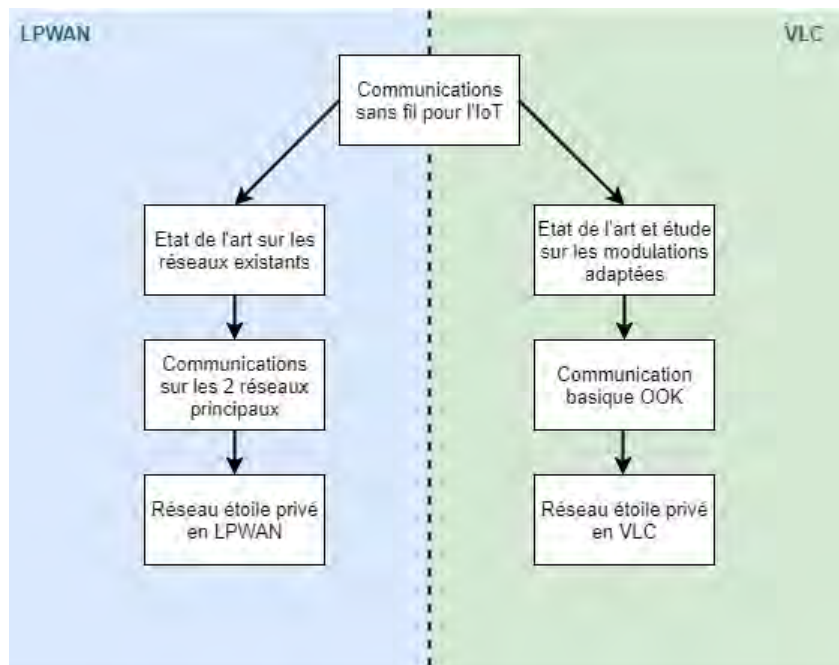 LPWAN
VLC
Communications
sans fil pour l'IoT
Etat de l'art sur les
réseaux existants
Communications
sur les 2 réseaux
principaux
Réseau étoile privé
en LPWAN
Etat de l'art et étude
sur les modulations
adaptées
Communication
basique OOK
Réseau étoile privé
en VLC